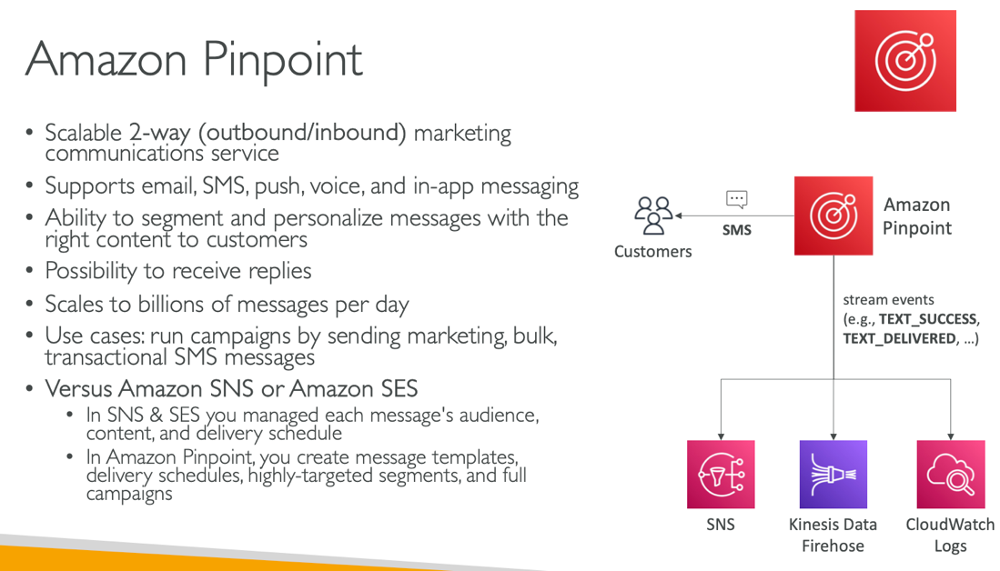 Amazon Pinpoint
• Scalable 2-way (outbound/inbound) marketing
communications service
• Supports email, SMS, push, voice, and in-app messaging
• Ability to segment and personalize messages with the
right content to customers
• Possibility to receive replies
• Scales to billions of messages per day
• Use cases: run campaigns by sending marketing, bulk,
transactional SMS messages
• Versus Amazon SNS or Amazon SES
• In SNS & SES you managed each message's audience,
content, and delivery schedule
• In Amazon Pinpoint, you create message templates,
delivery schedules, highly-targeted segments, and full
campaigns
Customers
SMS
Amazon
Pinpoint
stream events
(e.g., TEXT_SUCCESS,
TEXT_DELIVERED, …)
SNS
Kinesis Data
Firehose
CloudWatch
Logs